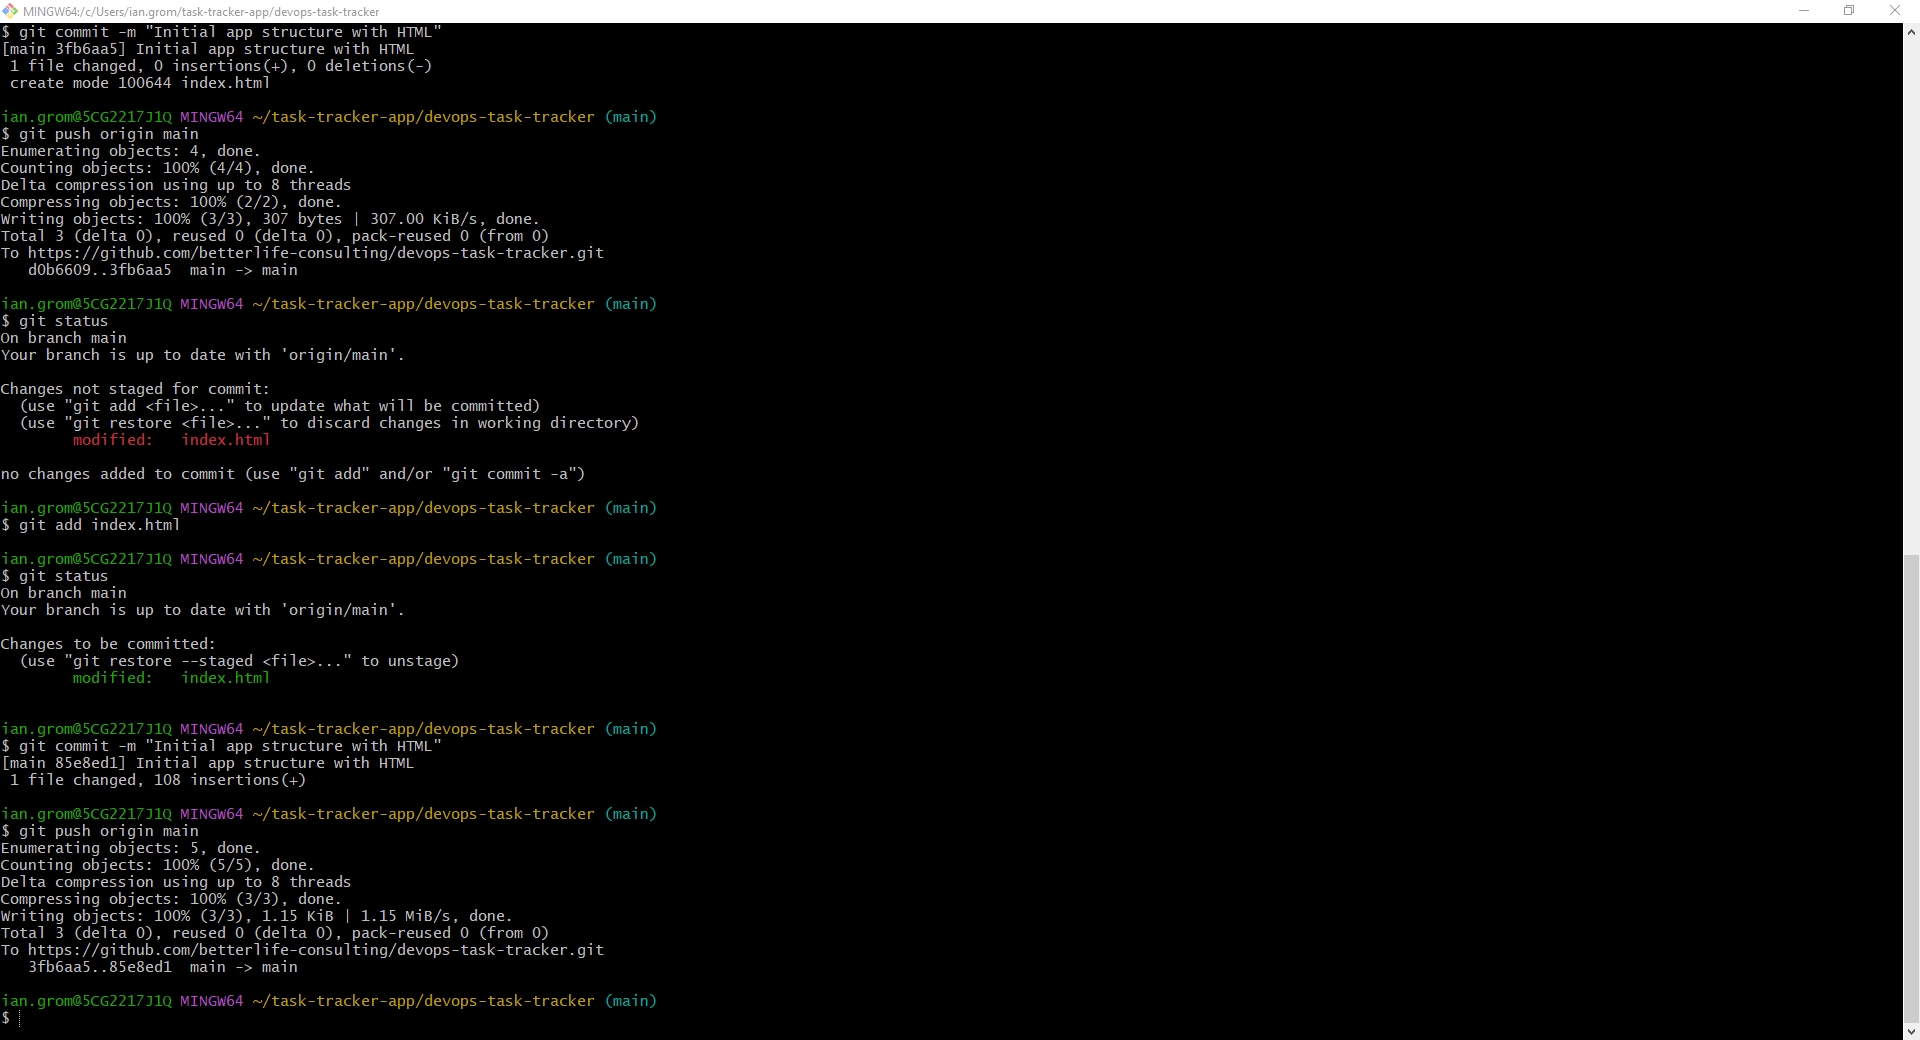 MINGW64:/c/Users/ian.grom/task-tracker-app/devops-task-tracker
$ git commit -m "Initial app structure with HTML"
[main 3fb6aa5] Initial app structure with HTML
 1 file changed, 0 insertions(+), 0 deletions(-)
 create mode 100644 index.html

ian.grom@5CG2217J1Q MINGW64 ~/task-tracker-app/devops-task-tracker (main)
$ git push origin main
Enumerating objects: 4, done.
Counting objects: 100% (4/4), done.
Delta compression using up to 8 threads
Compressing objects: 100% (2/2), done.
Writing objects: 100% (3/3), 307 bytes | 307.00 KiB/s, done.
Total 3 (delta 0), reused 0 (delta 0), pack-reused 0 (from 0)
To https://github.com/betterlife-consulting/devops-task-tracker.git
   d0b6609..3fb6aa5  main -> main

ian.grom@5CG2217J1Q MINGW64 ~/task-tracker-app/devops-task-tracker (main)
$ git status
On branch main
Your branch is up to date with 'origin/main'.

Changes not staged for commit:
  (use "git add <file>..." to update what will be committed)
  (use "git restore <file>..." to discard changes in working directory)
        modified:   index.html

no changes added to commit (use "git add" and/or "git commit -a")

ian.grom@5CG2217J1Q MINGW64 ~/task-tracker-app/devops-task-tracker (main)
$ git add index.html

ian.grom@5CG2217J1Q MINGW64 ~/task-tracker-app/devops-task-tracker (main)
$ git status
On branch main
Your branch is up to date with 'origin/main'.

Changes to be committed:
  (use "git restore --staged <file>..." to unstage)
        modified:   index.html

ian.grom@5CG2217J1Q MINGW64 ~/task-tracker-app/devops-task-tracker (main)
$ git commit -m "Initial app structure with HTML"
[main 85e8ed1] Initial app structure with HTML
 1 file changed, 108 insertions(+)

ian.grom@5CG2217J1Q MINGW64 ~/task-tracker-app/devops-task-tracker (main)
$ git push origin main
Enumerating objects: 5, done.
Counting objects: 100% (5/5), done.
Delta compression using up to 8 threads
Compressing objects: 100% (3/3), done.
Writing objects: 100% (3/3), 1.15 KiB | 1.15 MiB/s, done.
Total 3 (delta 0), reused 0 (delta 0), pack-reused 0 (from 0)
To https://github.com/betterlife-consulting/devops-task-tracker.git
   3fb6aa5..85e8ed1  main -> main

ian.grom@5CG2217J1Q MINGW64 ~/task-tracker-app/devops-task-tracker (main)
$